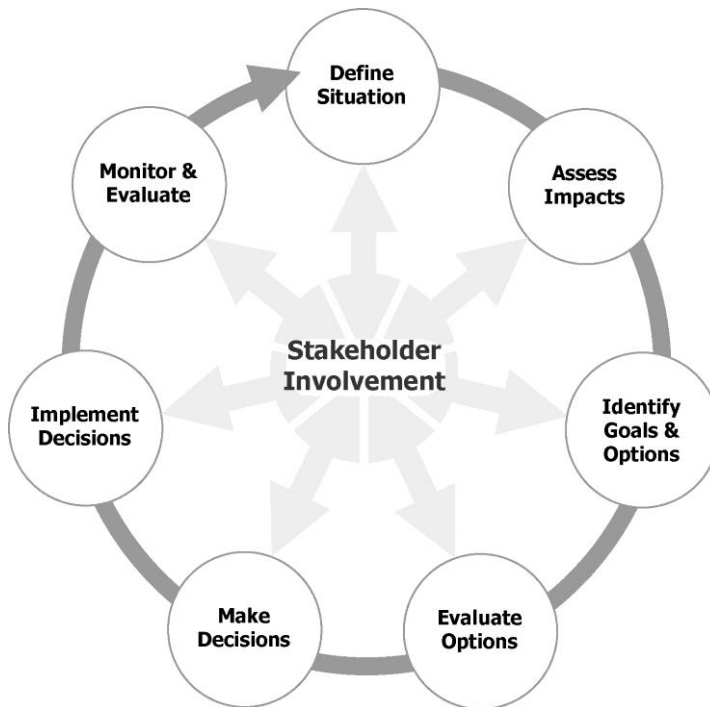 Define
Situation
Assess
Impacts
Identify
Goals &
Options
Evaluate
Options
Make
Decisions
Implement
Decisions
Monitor &
Evaluate
Stakeholder
Involvement